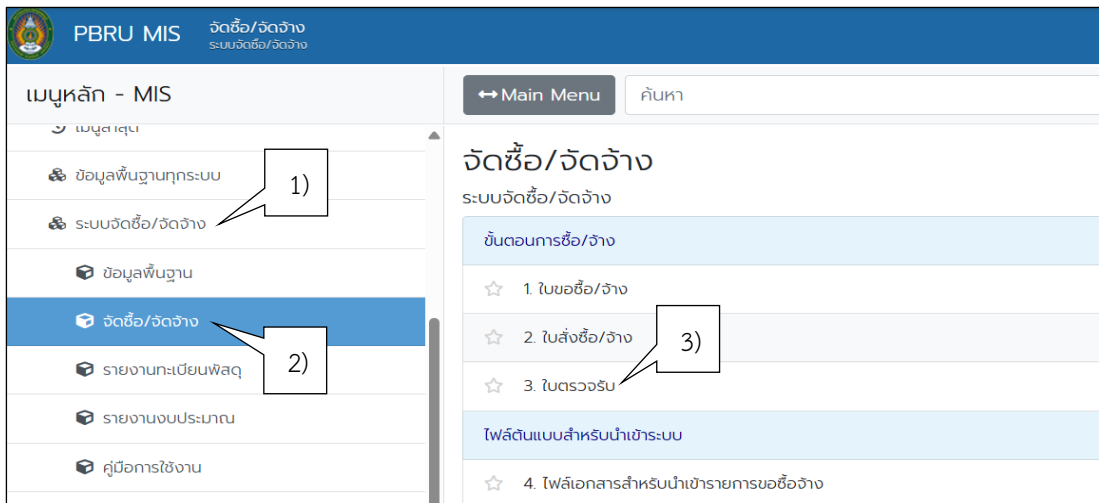 PBRU MIS
จัดซื้อ/จัดจ้าง
ระบบจัดซื้อ/จัดจ้าง
เมนูหลัก - MIS
เมนูล่าสุด
ข้อมูลพื้นฐานทุกระบบ
1)
ระบบจัดซื้อ/จัดจ้าง
ข้อมูลพื้นฐาน
จัดซื้อ/จัดจ้าง
2)
รายงานทะเบียนพัสดุ
รายงานงบประมาณ
คู่มือการใช้งาน
Main Menu
ค้นหา
จัดซื้อ/จัดจ้าง
ระบบจัดซื้อ/จัดจ้าง
ขั้นตอนการซื้อ/จ้าง
1. ใบขอซื้อ/จ้าง
2. ใบสั่งซื้อ/จ้าง
3)
3. ใบตรวจรับ
ไฟล์ต้นแบบสำหรับนำเข้าระบบ
4. ไฟล์เอกสารสำหรับนำเข้ารายการขอซื้อจ้าง